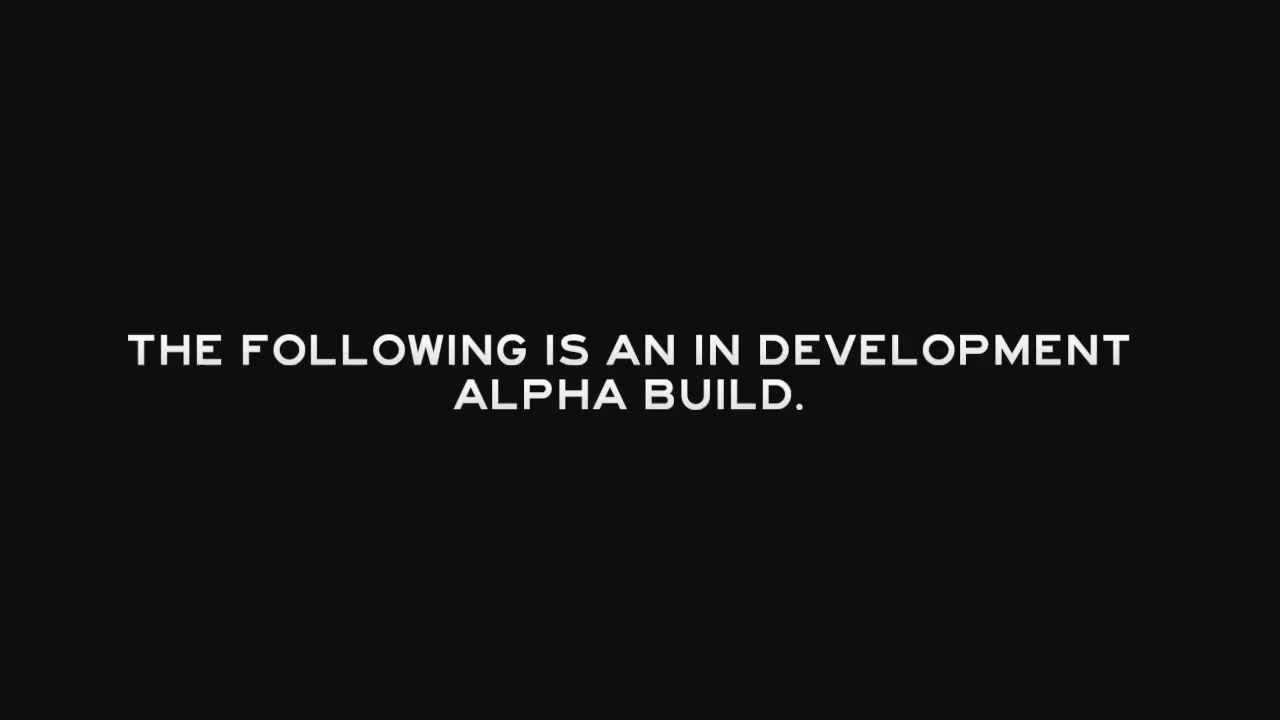 THE FOLLOWING IS AN IN DEVELOPMENT
ALPHA BUILD.